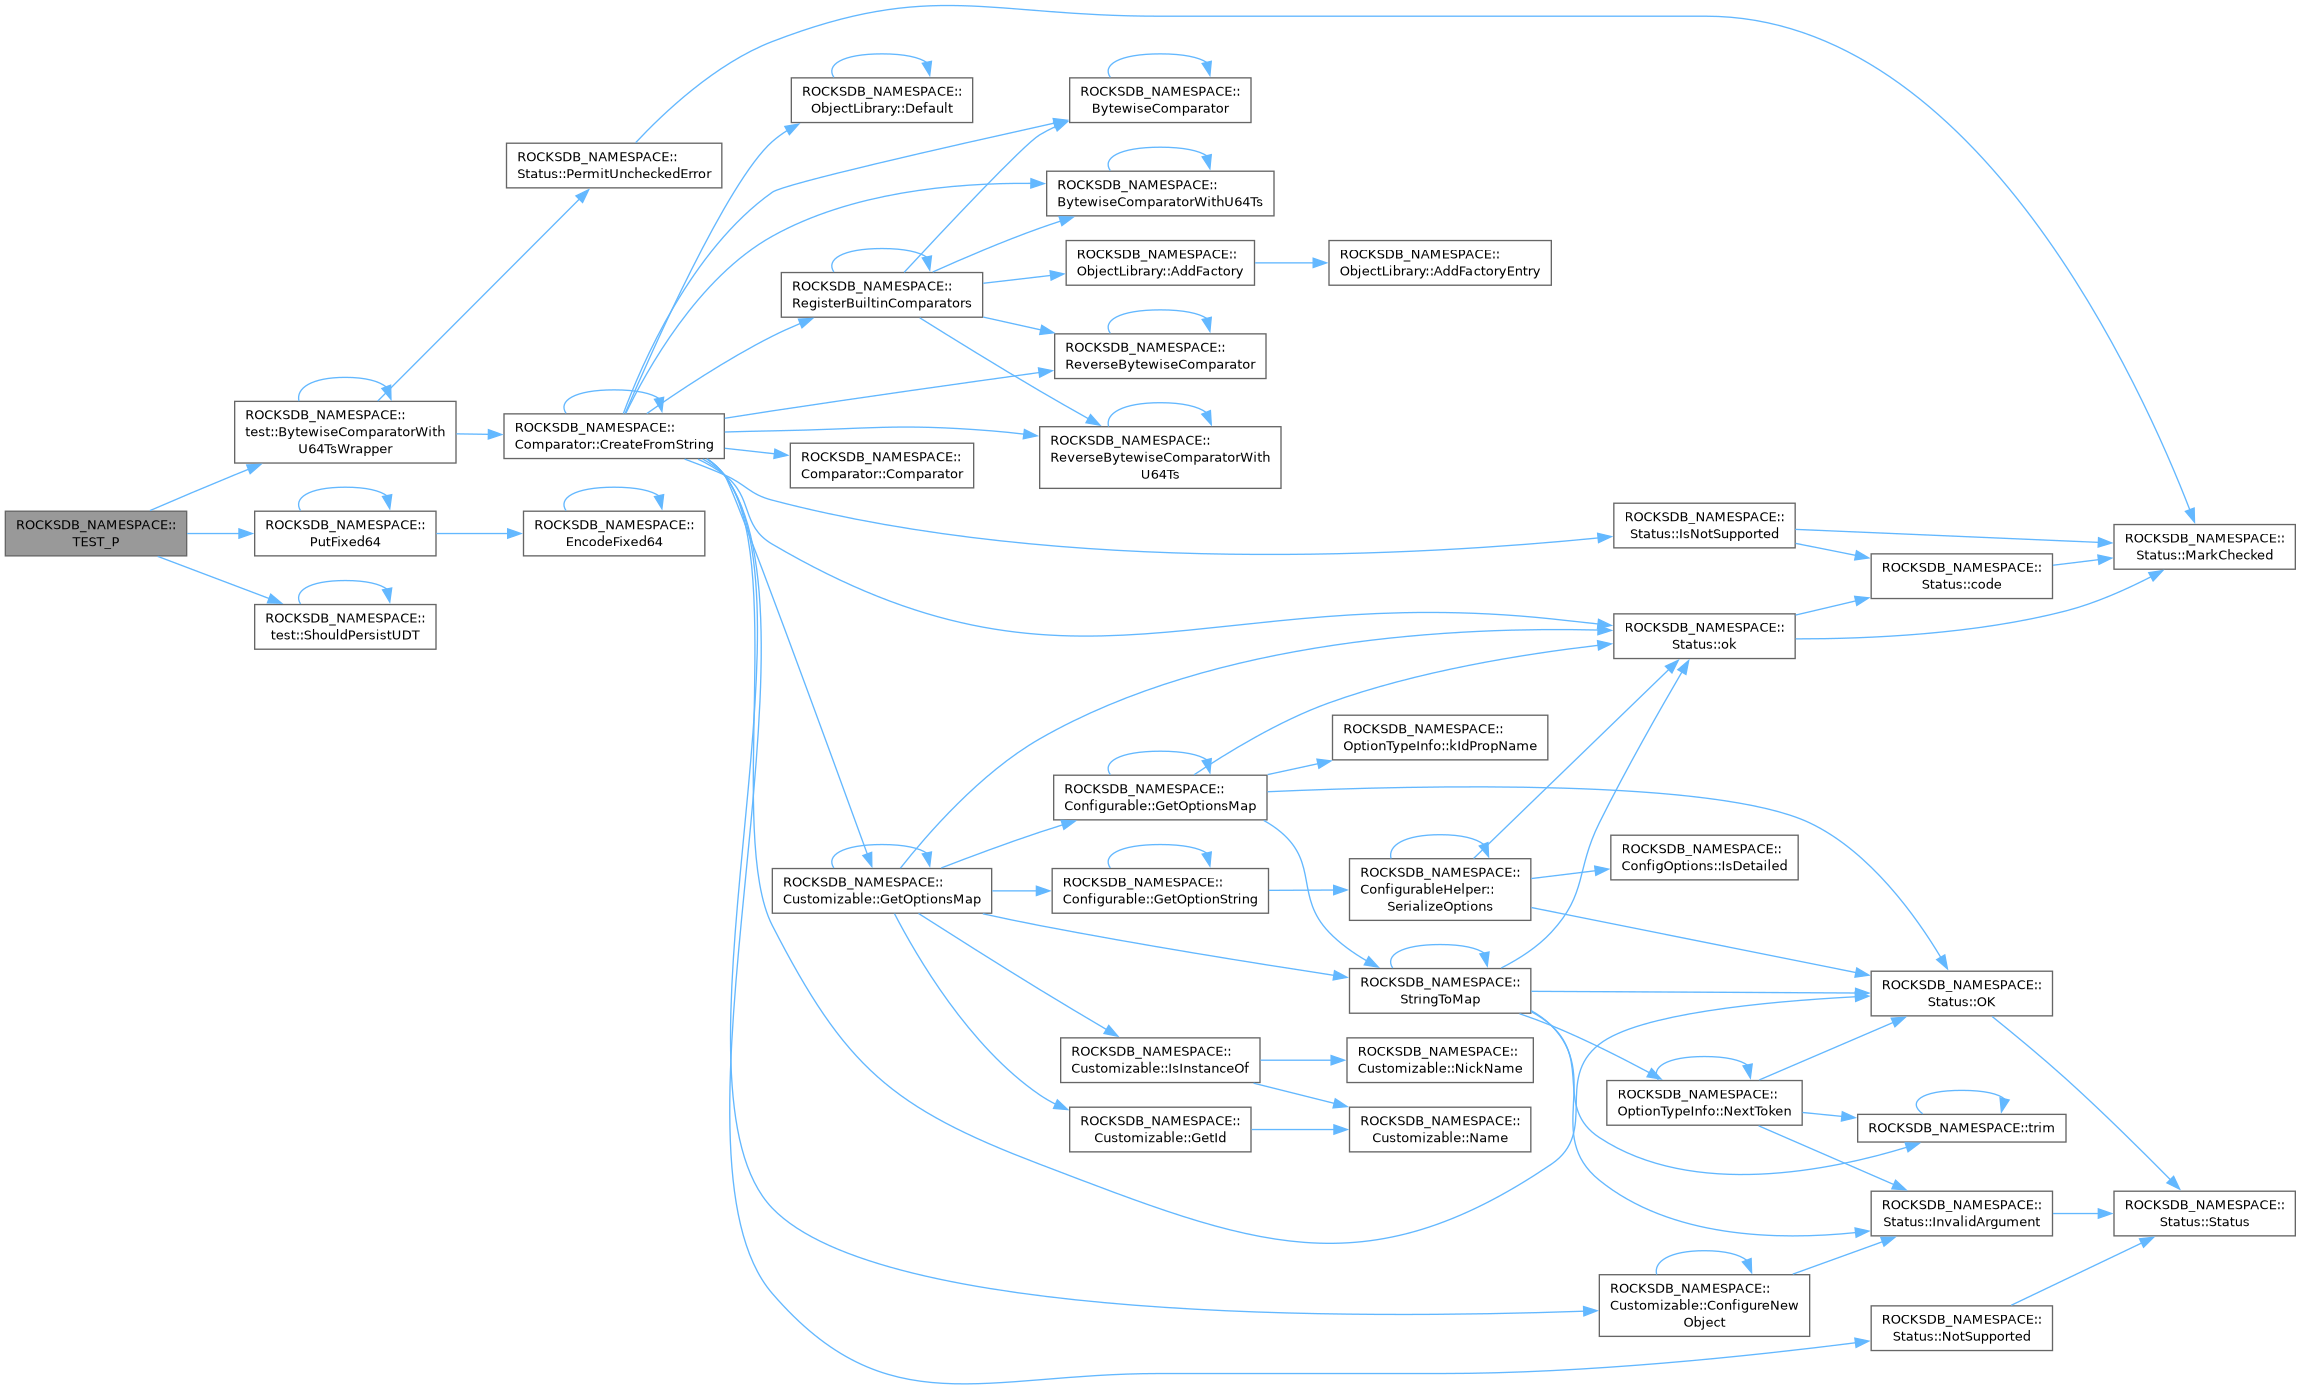 ROCKSDB_NAMESPACE::
TEST_P
ROCKSDB_NAMESPACE::
test::BytewiseComparatorWith
U64TsWrapper
ROCKSDB_NAMESPACE::
PutFixed64
ROCKSDB_NAMESPACE::
test::ShouldPersistUDT
ROCKSDB_NAMESPACE::
Status::PermitUncheckedError
ROCKSDB_NAMESPACE::
Comparator::CreateFromString
ROCKSDB_NAMESPACE::
EncodeFixed64
ROCKSDB_NAMESPACE::
ObjectLibrary::Default
ROCKSDB_NAMESPACE::
RegisterBuiltinComparators
ROCKSDB_NAMESPACE::
Comparator::Comparator
ROCKSDB_NAMESPACE::
Customizable::GetOptionsMap
ROCKSDB_NAMESPACE::
BytewiseComparator
ROCKSDB_NAMESPACE::
BytewiseComparatorWithU64Ts
ROCKSDB_NAMESPACE::
ObjectLibrary::AddFactory
ROCKSDB_NAMESPACE::
ReverseBytewiseComparator
ROCKSDB_NAMESPACE::
ReverseBytewiseComparatorWith
U64Ts
ROCKSDB_NAMESPACE::
Configurable::GetOptionsMap
ROCKSDB_NAMESPACE::
Configurable::GetOptionString
ROCKSDB_NAMESPACE::
Customizable::IsInstanceOf
ROCKSDB_NAMESPACE::
Customizable::GetId
ROCKSDB_NAMESPACE::
ObjectLibrary::AddFactoryEntry
ROCKSDB_NAMESPACE::
OptionTypeInfo::kIdPropName
ROCKSDB_NAMESPACE::
ConfigurableHelper::
SerializeOptions
ROCKSDB_NAMESPACE::
StringToMap
ROCKSDB_NAMESPACE::
Customizable::NickName
ROCKSDB_NAMESPACE::
Customizable::Name
ROCKSDB_NAMESPACE::
Status::IsNotSupported
ROCKSDB_NAMESPACE::
Status::ok
ROCKSDB_NAMESPACE::
ConfigOptions::IsDetailed
ROCKSDB_NAMESPACE::
OptionTypeInfo::NextToken
ROCKSDB_NAMESPACE::
Customizable::ConfigureNew
Object
ROCKSDB_NAMESPACE::
Status::code
ROCKSDB_NAMESPACE::
Status::OK
ROCKSDB_NAMESPACE::trim
ROCKSDB_NAMESPACE::
Status::InvalidArgument
ROCKSDB_NAMESPACE::
Status::NotSupported
ROCKSDB_NAMESPACE::
Status::MarkChecked
ROCKSDB_NAMESPACE::
Status::Status